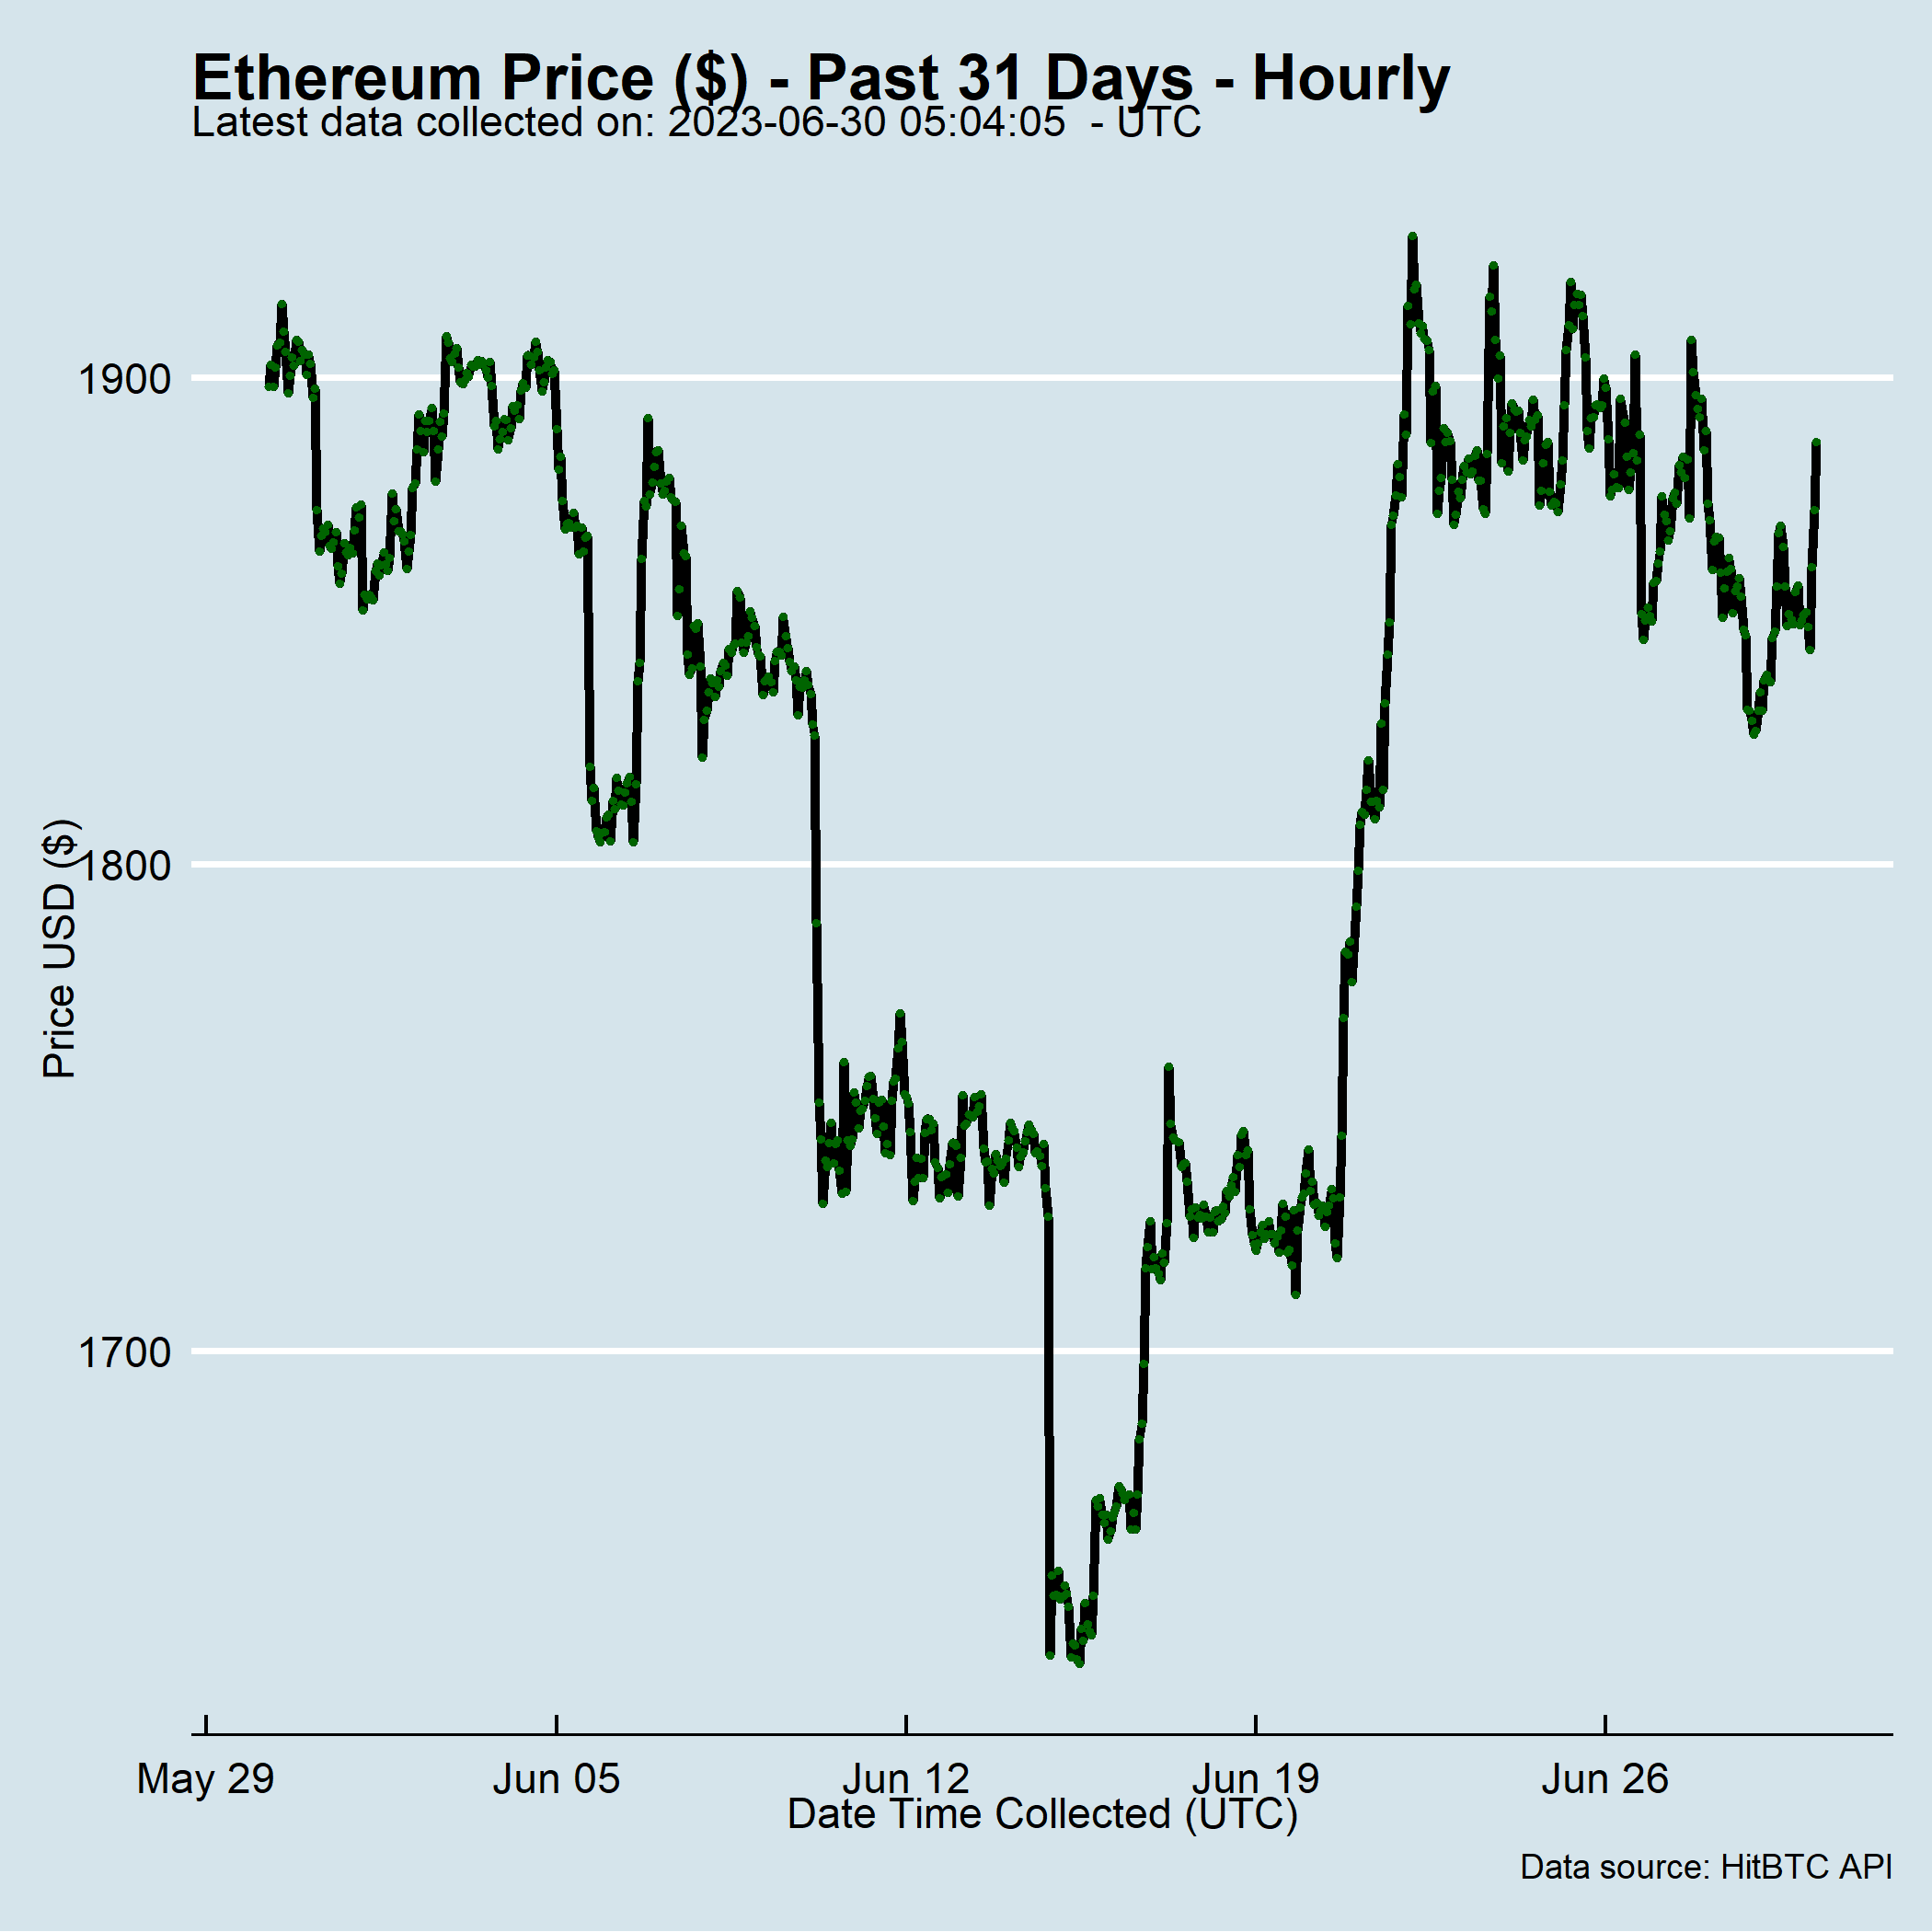 Ethereum Price ($) - Past 31 Days - Hourly
Latest data collected on: 2023-06-30 05:04:05  - UTC
Price USD ($)
1900
1800
1700
May 29 Jun 05 Jun 12 Jun 19 Jun 26
Date Time Collected (UTC)
Data source: HitBTC API